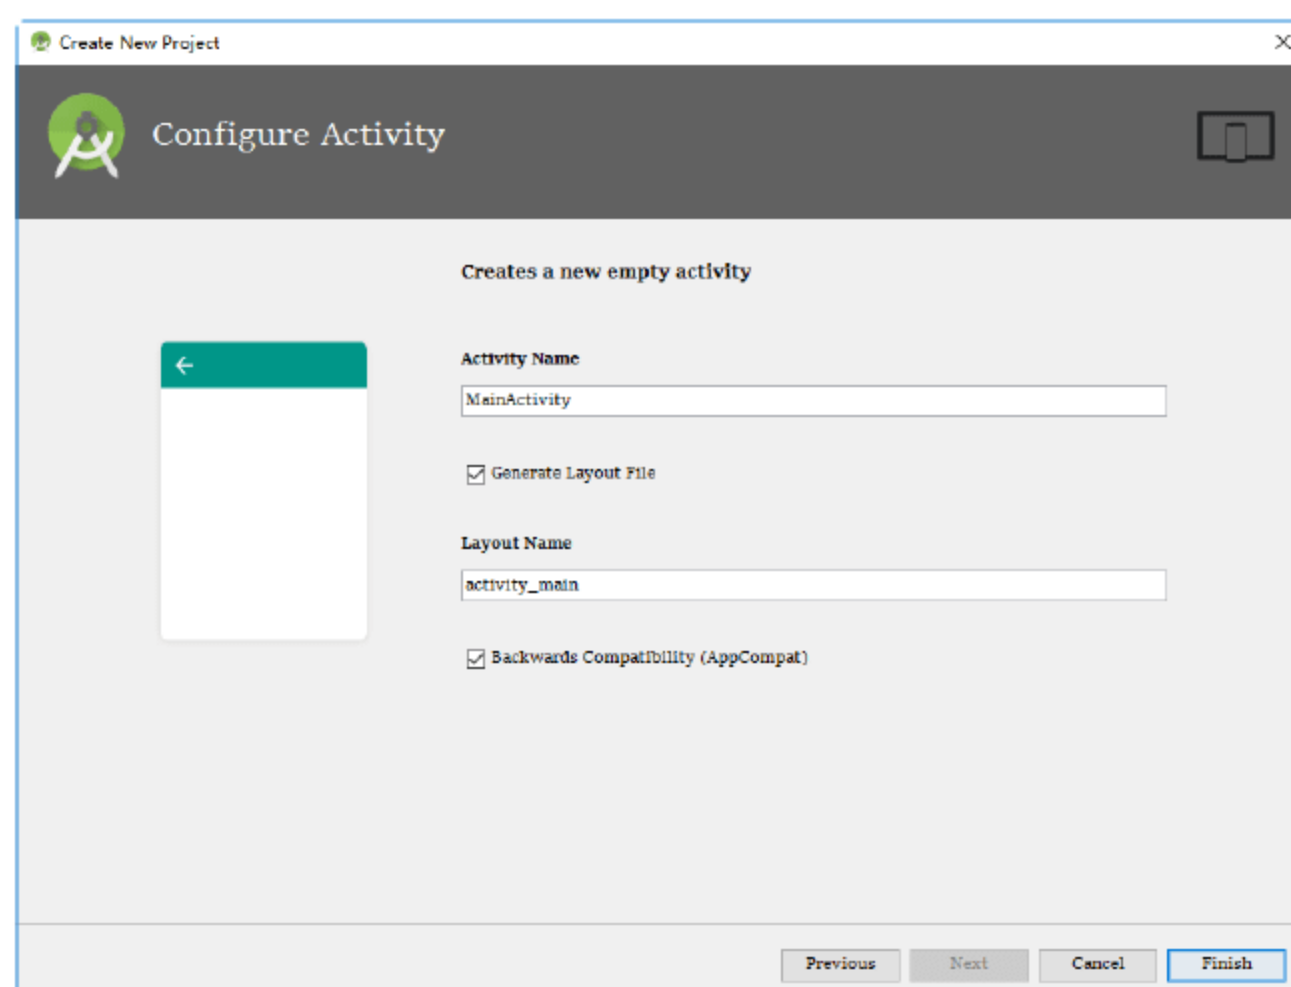 Create New Project
Configure Activity
Creates a new empty activity
Activity Name
MainActivity
Generate Layout File
Layout Name
activity_main
Backwards Compatibility (AppCompat)
Previous Next Cancel Finish